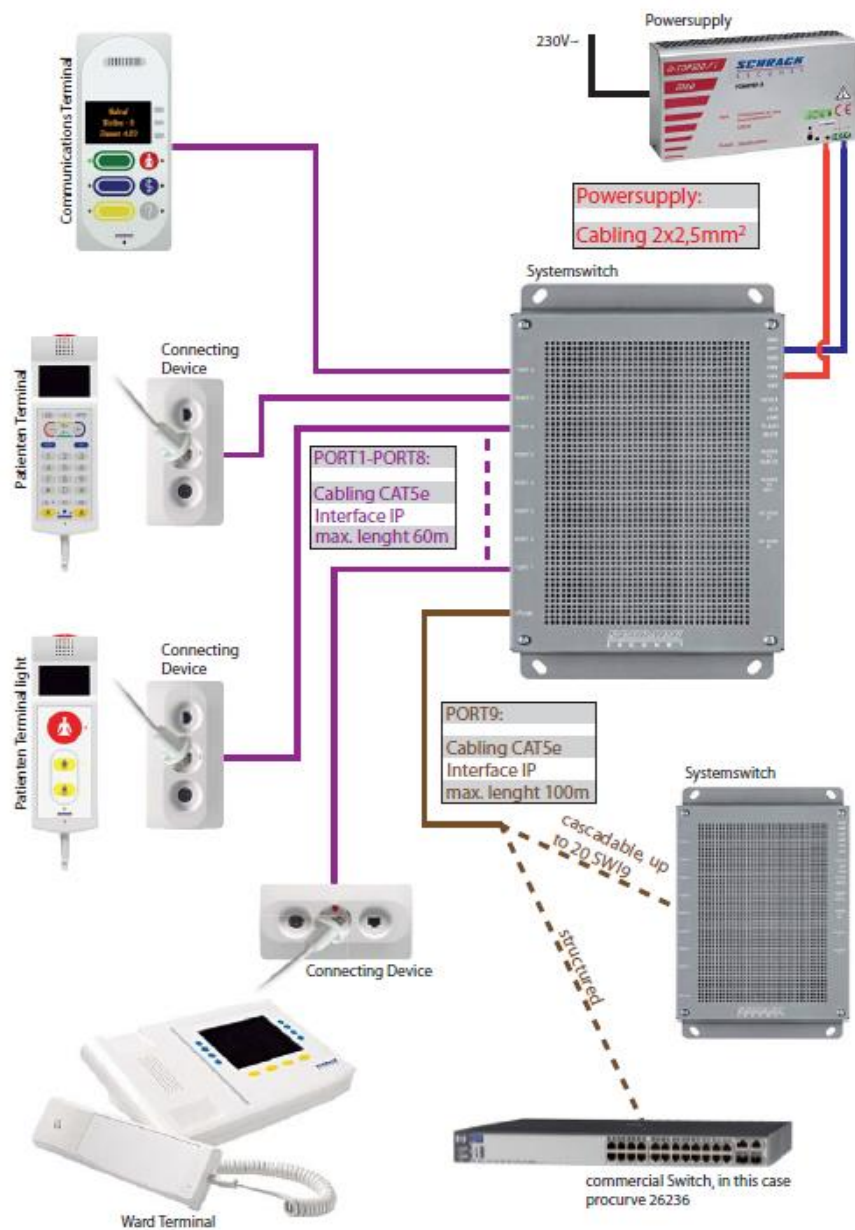 Powersupply
230V~
SCHRACK
SECONET
Communications Terminal
Powersupply:
Cabling 2x2,5mm²
Systemswitch
Patienten Terminal
Connecting
Device
PORT1-PORT8:
Cabling CAT5e
Interface IP
max. lenght 60m
Patienten Terminal light
Connecting
Device
PORT9:
Cabling CAT5e
Interface IP
max. lenght 100m
Systemswitch
cascadable, up
to 20 SWI9
structured
Connecting Device
commercial Switch, in this case
procurve 26236
Ward Terminal